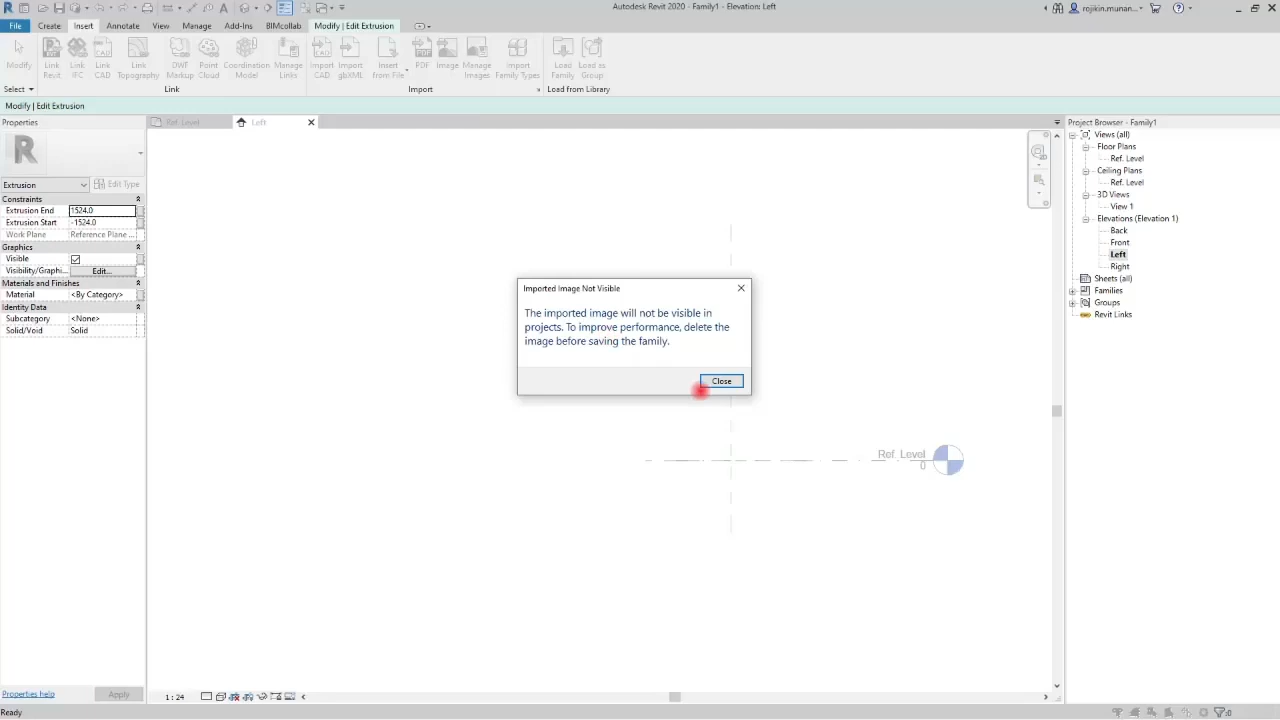 Autodesk Revit 2020 - Family1 - Elevation: Left
rojikin.munan...
File Create Insert Annotate View Manage Add-Ins BIMcollab Modify | Edit Extrusion
Modify
Link Revit
Link IFC
Link CAD
Link Topography
DWF Markup
Point Cloud
Coordination Model
Manage Links
Import CAD
Import gbXML
Insert from File
PDF
Image
Manage Images
Import Family Types
Load Family
Load as Group
Select
Link
Import
Load from Library
Modify | Edit Extrusion
Properties
Ref. Level
Left
Project Browser - Family1
Extrusion
Edit Type
Constraints
Extrusion End 1524.0
Extrusion Start -1524.0
Work Plane Reference Plane ...
Graphics
Visible
Visibility/Graphi... Edit...
Materials and Finishes
Material <By Category>
Identity Data
Subcategory <None>
Solid/Void Solid
Properties help
Apply
Imported Image Not Visible
The imported image will not be visible in
projects. To improve performance, delete the
image before saving the family.
Close
Ref. Level
0
Views (all)
Floor Plans
Ref. Level
Ceiling Plans
Ref. Level
3D Views
View 1
Elevations (Elevation 1)
Back
Front
Left
Right
Sheets (all)
Families
Groups
Revit Links
1 : 24
Ready
:0